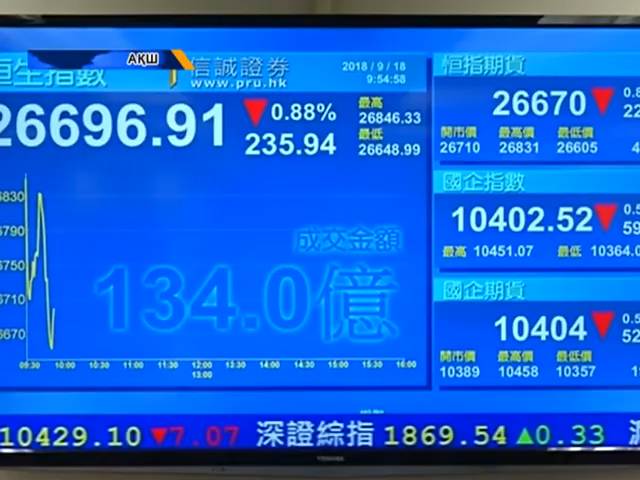 АҚШ
恒生指數
信誠證券
www.pru.hk
2018 / 9 / 18
9:54:58
26696.91
0.88%
235.94
最高
26846.33
最低
26648.99
6830
6790
6750
6710
6670
成交金額
134.0億
09:30 10:00 10:30 11:00 11:30 12:00 13:30 14:00 14:30 15:00 15:30 16:00
13:00
恒指期貨
26670
開市價 最高價 最低價
26710 26831 26605
國企指數
10402.52
最高 10451.07 最低 10364.0
國企期貨
10404
開市價 最高價 最低價
10389 10458 10357
10429.10 ▼7.07 深證綜指 1869.54 ▲0.33
TOSHIBA